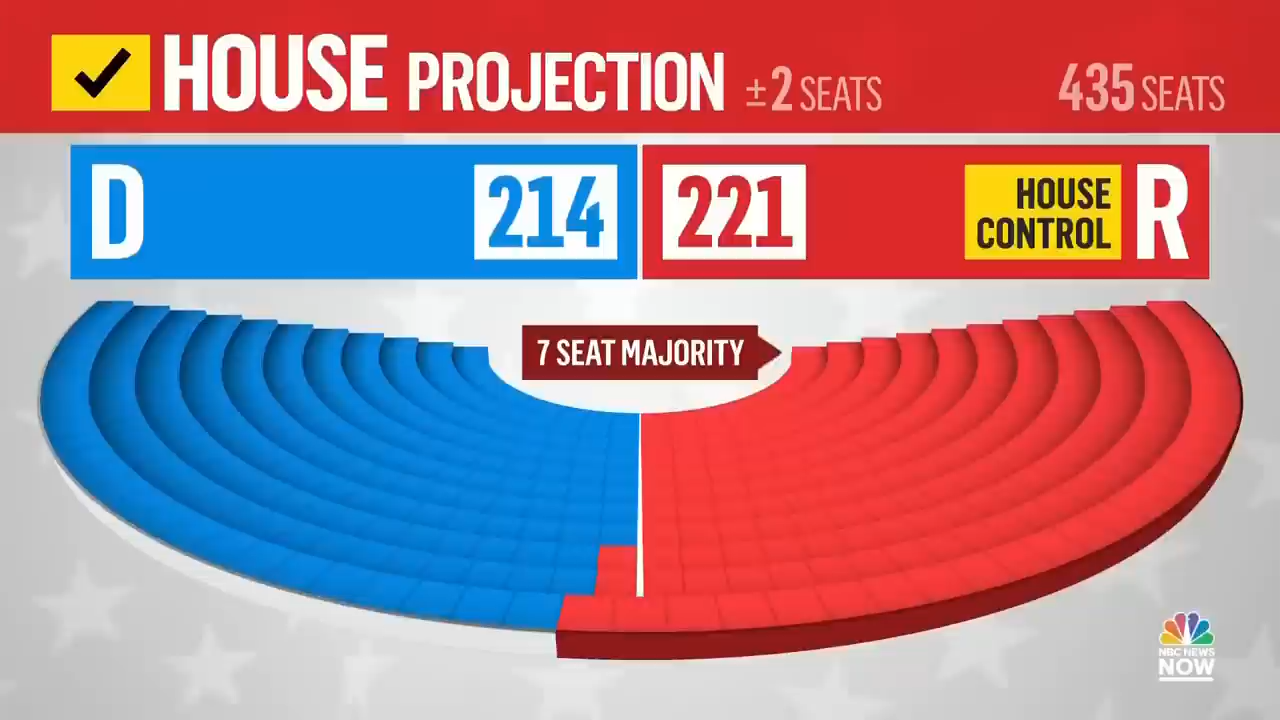 HOUSE PROJECTION ±2 SEATS 435 SEATS
D 214 221 HOUSE CONTROL R
7 SEAT MAJORITY
NBC NEWS
NOW